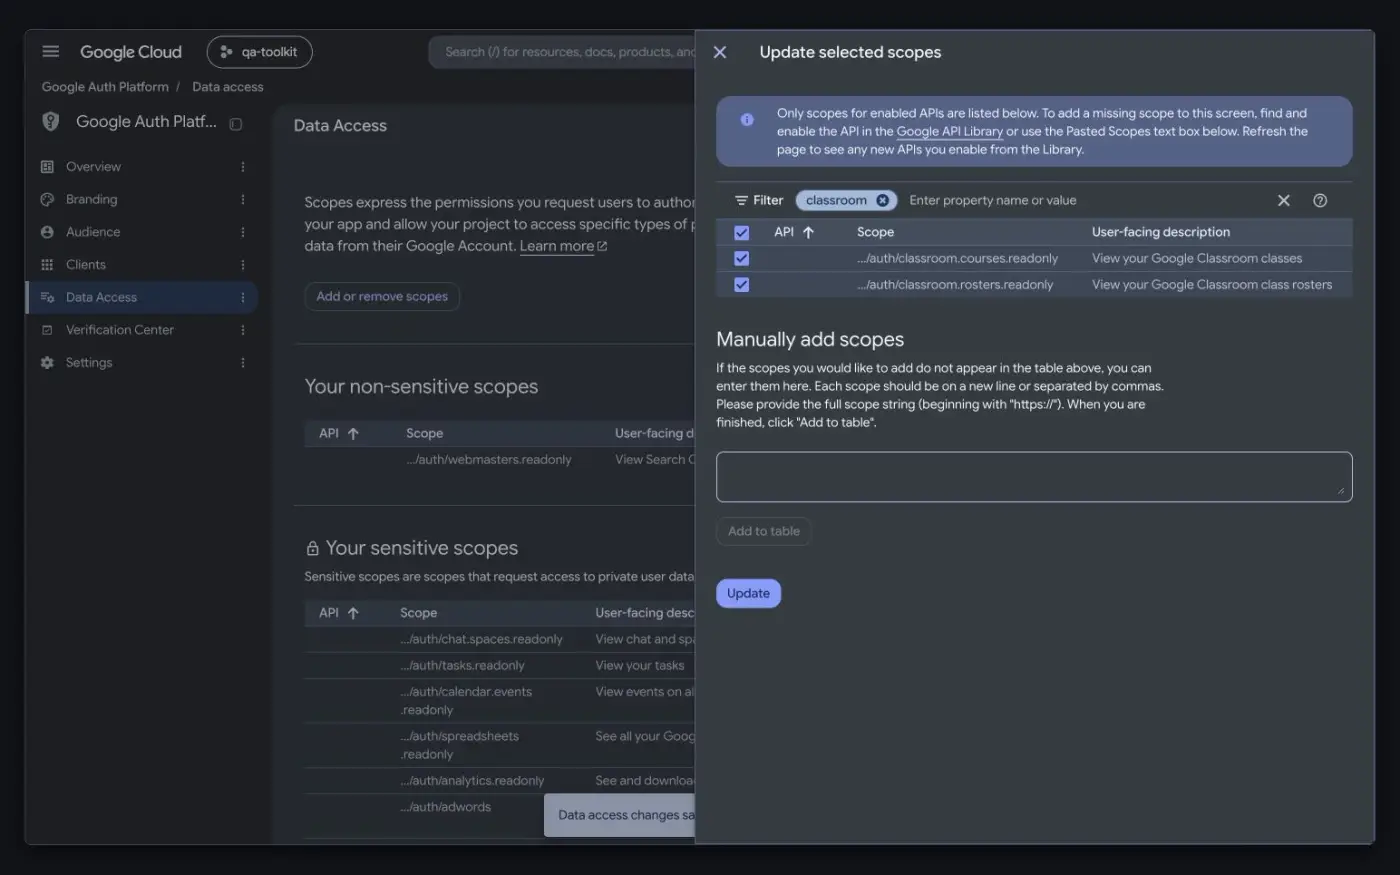 Google Cloud
qa-toolkit
Search (/) for resources, docs, products, and
Google Auth Platform / Data access
Google Auth Platf...
Overview
Branding
Audience
Clients
Data Access
Verification Center
Settings
Data Access
Scopes express the permissions you request users to author
your app and allow your project to access specific types of p
data from their Google Account. Learn more
Add or remove scopes
Your non-sensitive scopes
API Scope User-facing d
.../auth/webmasters.readonly View Search C
Your sensitive scopes
Sensitive scopes are scopes that request access to private user data
API Scope User-facing desc
.../auth/chat.spaces.readonly View chat and spa
.../auth/tasks.readonly View your tasks
.../auth/calendar.events View events on al
.readonly
.../auth/spreadsheets See all your Goog
.readonly
.../auth/analytics.readonly See and downloa
.../auth/adwords
Data access changes sa
Update selected scopes
Only scopes for enabled APIs are listed below. To add a missing scope to this screen, find and
enable the API in the Google API Library or use the Pasted Scopes text box below. Refresh the
page to see any new APIs you enable from the Library.
Filter classroom Enter property name or value
API Scope User-facing description
.../auth/classroom.courses.readonly View your Google Classroom classes
.../auth/classroom.rosters.readonly View your Google Classroom class rosters
Manually add scopes
If the scopes you would like to add do not appear in the table above, you can
enter them here. Each scope should be on a new line or separated by commas.
Please provide the full scope string (beginning with "https://"). When you are
finished, click "Add to table".
Add to table
Update